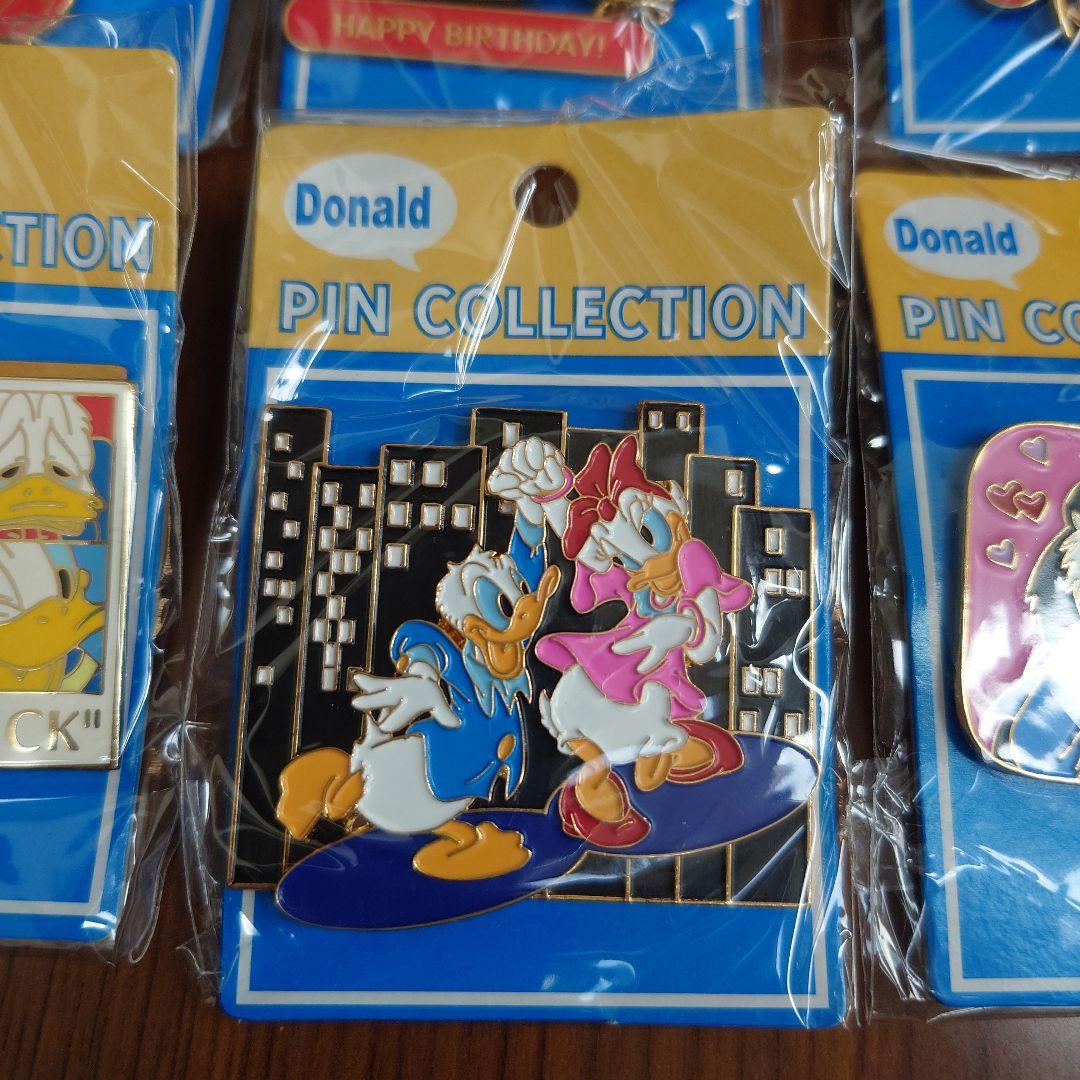 HAPPY BIRTHDAY!
Donald
PIN COLLECTION
TION
CK"
Donald
PIN CO